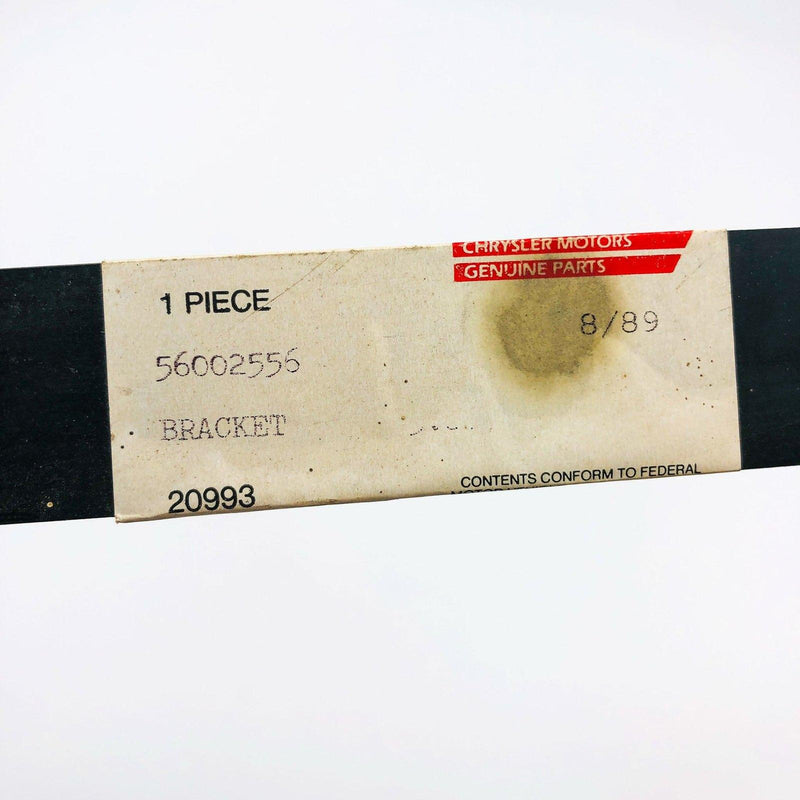 CHRYSLER MOTORS
GENUINE PARTS
1 PIECE
8/89
56002556
BRACKET
20993
CONTENTS CONFORM TO FEDERAL